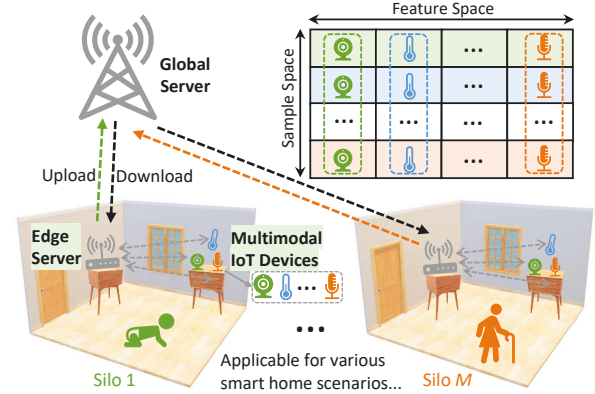 Feature Space
Sample Space
...
...
... ... ... ...
...
Global
Server
Upload
Download
Edge
Server
Multimodal
IoT Devices
...
...
Applicable for various
smart home scenarios...
Silo 1
Silo M